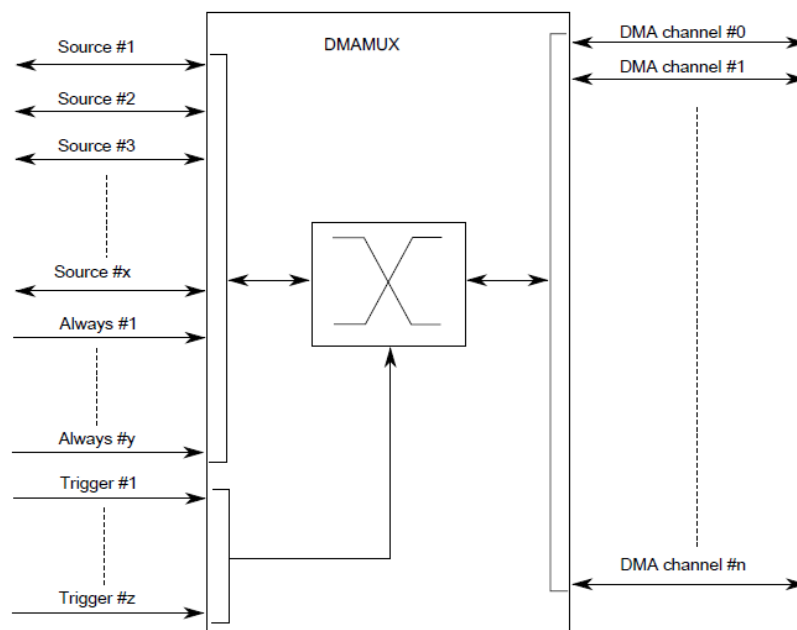 DMAMUX
Source #1
Source #2
Source #3
Source #x
Always #1
Always #y
Trigger #1
Trigger #z
DMA channel #0
DMA channel #1
DMA channel #n